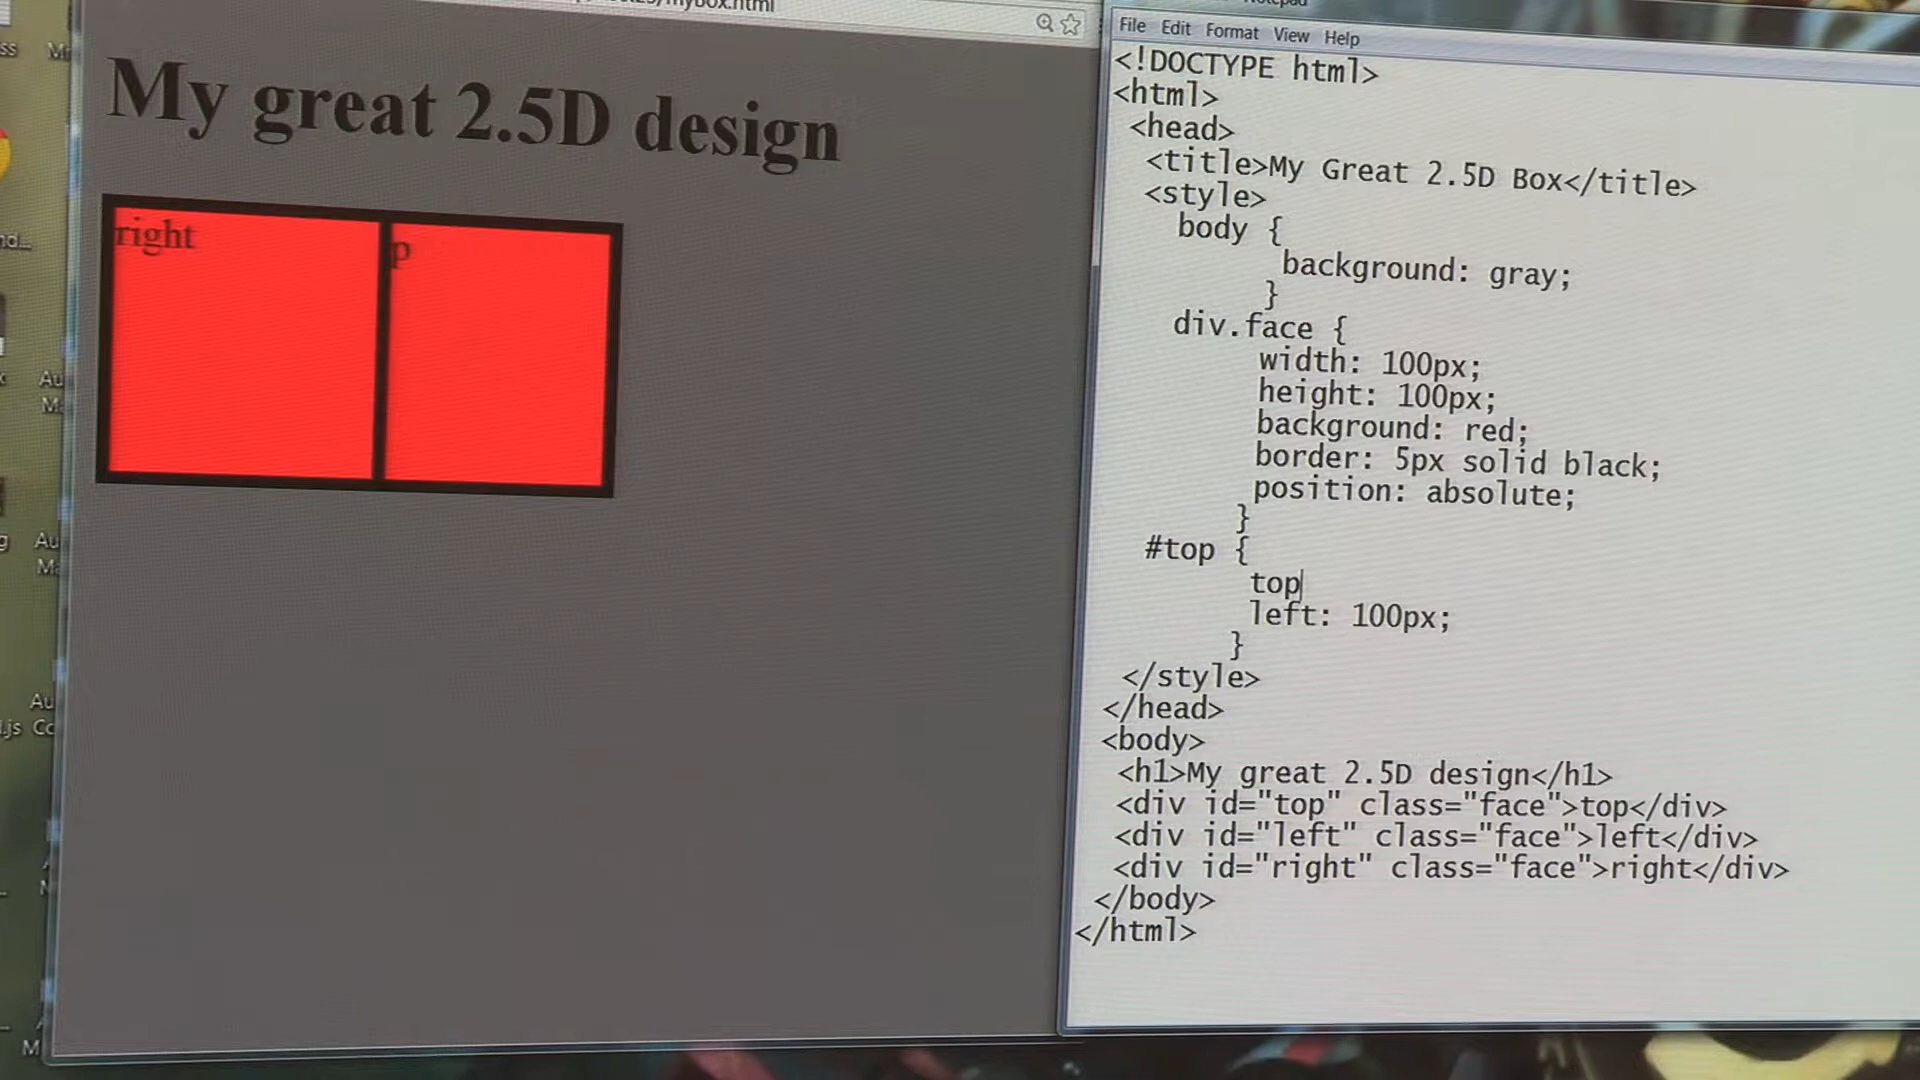 myBox.html
My great 2.5D design
right
p
Notepad
File Edit Format View Help
<!DOCTYPE html>
<html>
<head>
<title>My Great 2.5D Box</title>
<style>
body {
background: gray;
}
div.face {
width: 100px;
height: 100px;
background: red;
border: 5px solid black;
position: absolute;
}
#top {
top
left: 100px;
}
</style>
</head>
<body>
<h1>My great 2.5D design</h1>
<div id="top" class="face">top</div>
<div id="left" class="face">left</div>
<div id="right" class="face">right</div>
</body>
</html>